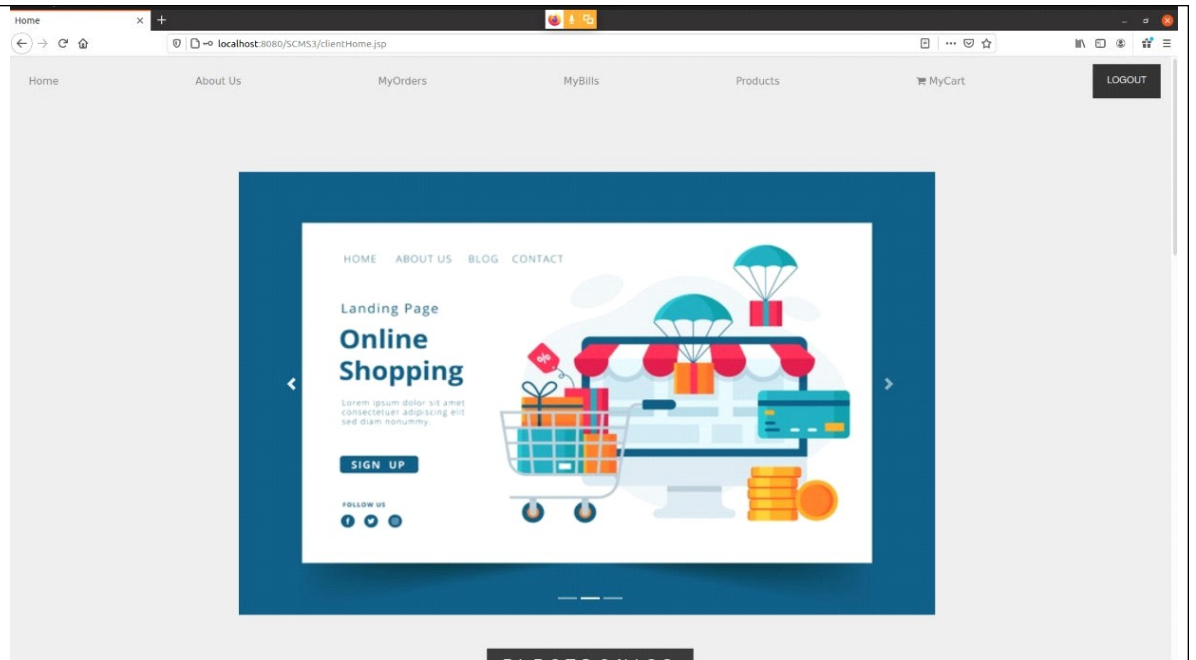 Home
localhost:8080/SCMS3/clientHome.jsp
Home About Us MyOrders MyBills Products MyCart LOGOUT
HOME ABOUT US BLOG CONTACT
Landing Page
Online
Shopping
Lorem ipsum dolor sit amet
consectetuer adipiscing elit
sed diam nonummy.
%
SIGN UP
FOLLOW US